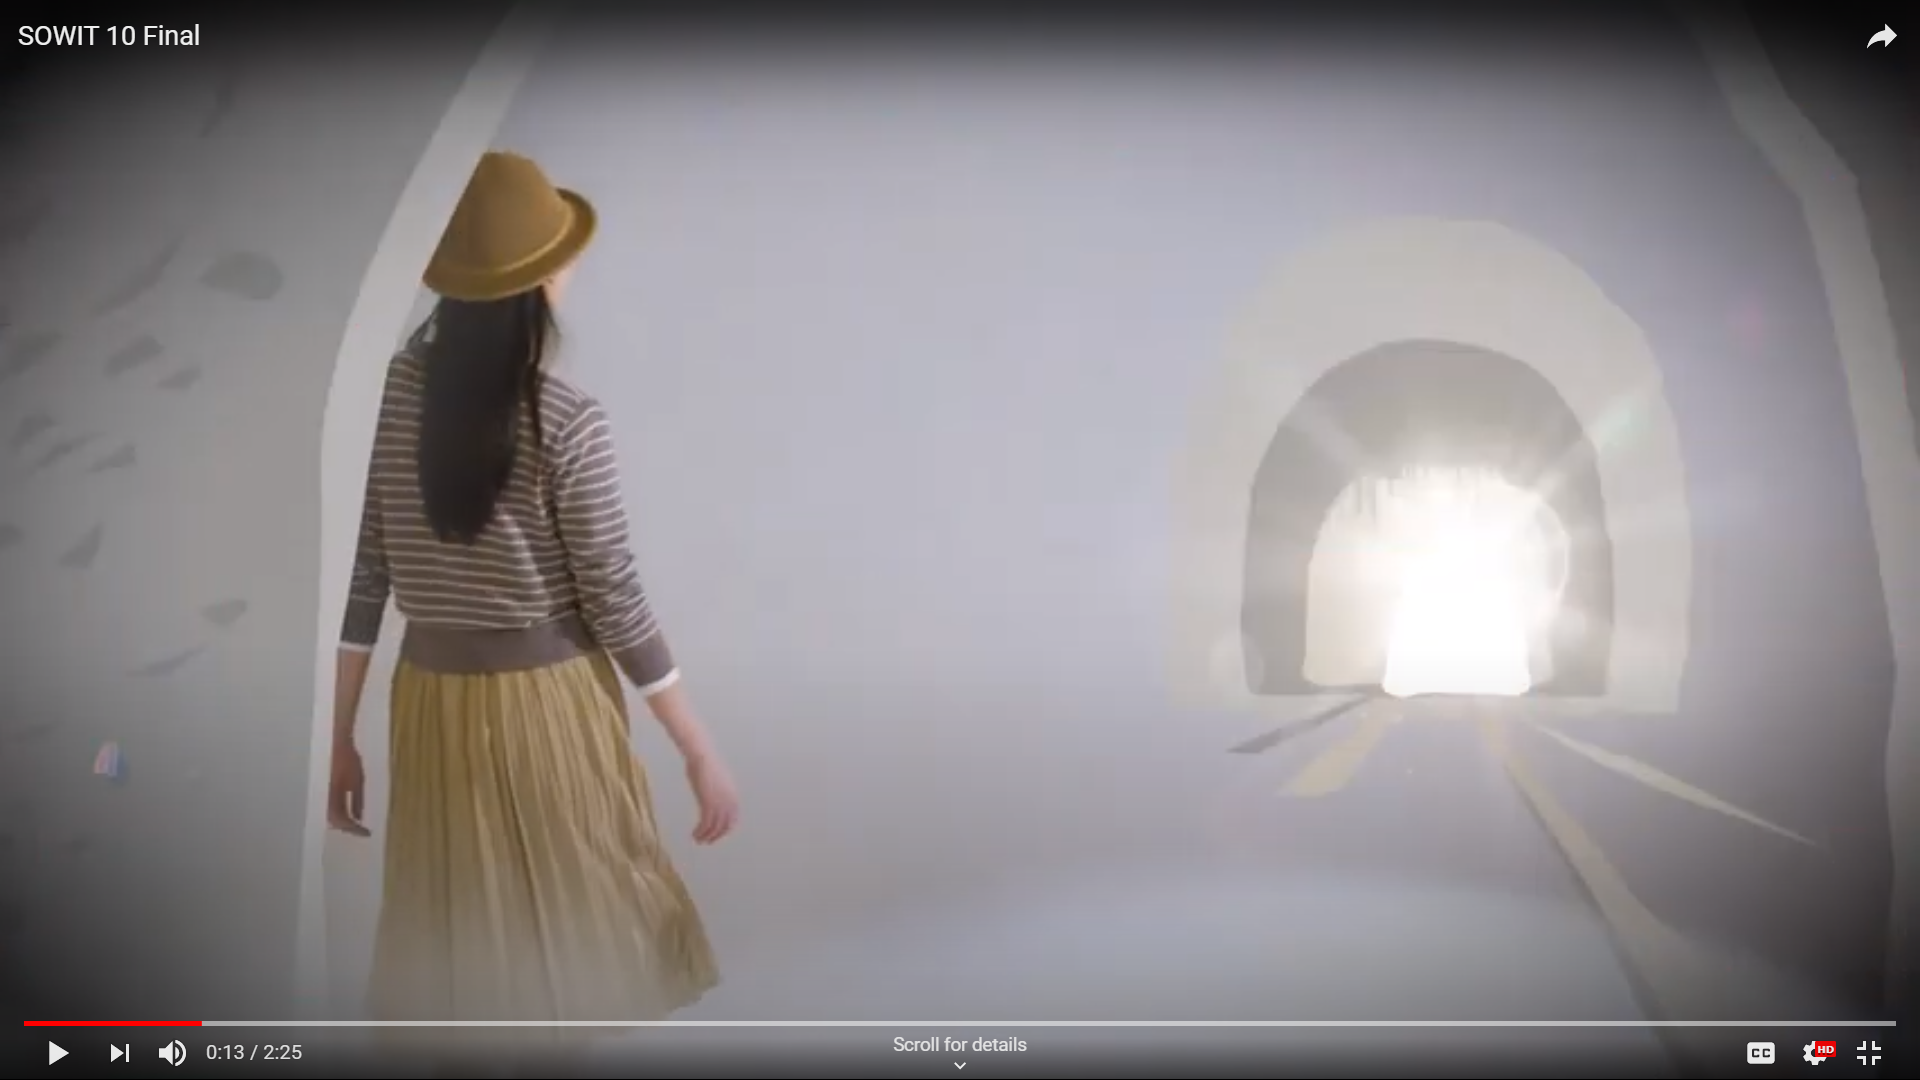 SOWIT 10 Final
Scroll for details
0:13 / 2:25
CC
HD